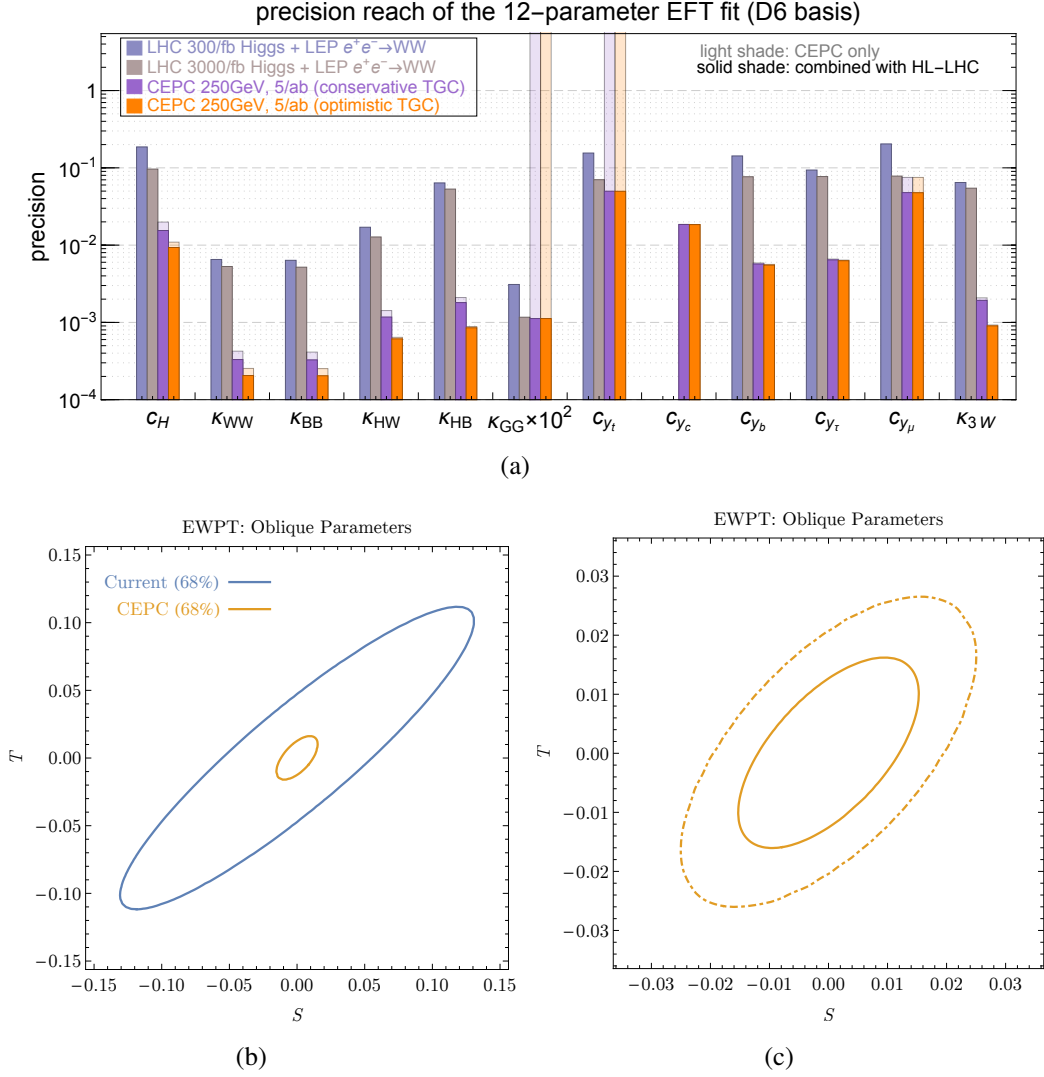 precision reach of the 12−parameter EFT fit (D6 basis)
LHC 300/fb Higgs + LEP e⁺e⁻→WW
LHC 3000/fb Higgs + LEP e⁺e⁻→WW
CEPC 250GeV, 5/ab (conservative TGC)
CEPC 250GeV, 5/ab (optimistic TGC)
light shade: CEPC only
solid shade: combined with HL−LHC
precision
1
10⁻¹
10⁻²
10⁻³
10⁻⁴
c_H κ_WW κ_BB κ_HW κ_HB κ_GG×10² c_{y_t} c_{y_c} c_{y_b} c_{y_τ} c_{y_μ} κ_{3W}
(a)
EWPT: Oblique Parameters
Current (68%)
CEPC (68%)
T
0.15
0.10
0.05
0.00
−0.05
−0.10
−0.15
−0.15 −0.10 −0.05 0.00 0.05 0.10 0.15
S
(b)
EWPT: Oblique Parameters
T
0.03
0.02
0.01
0.00
−0.01
−0.02
−0.03
−0.03 −0.02 −0.01 0.00 0.01 0.02 0.03
S
(c)